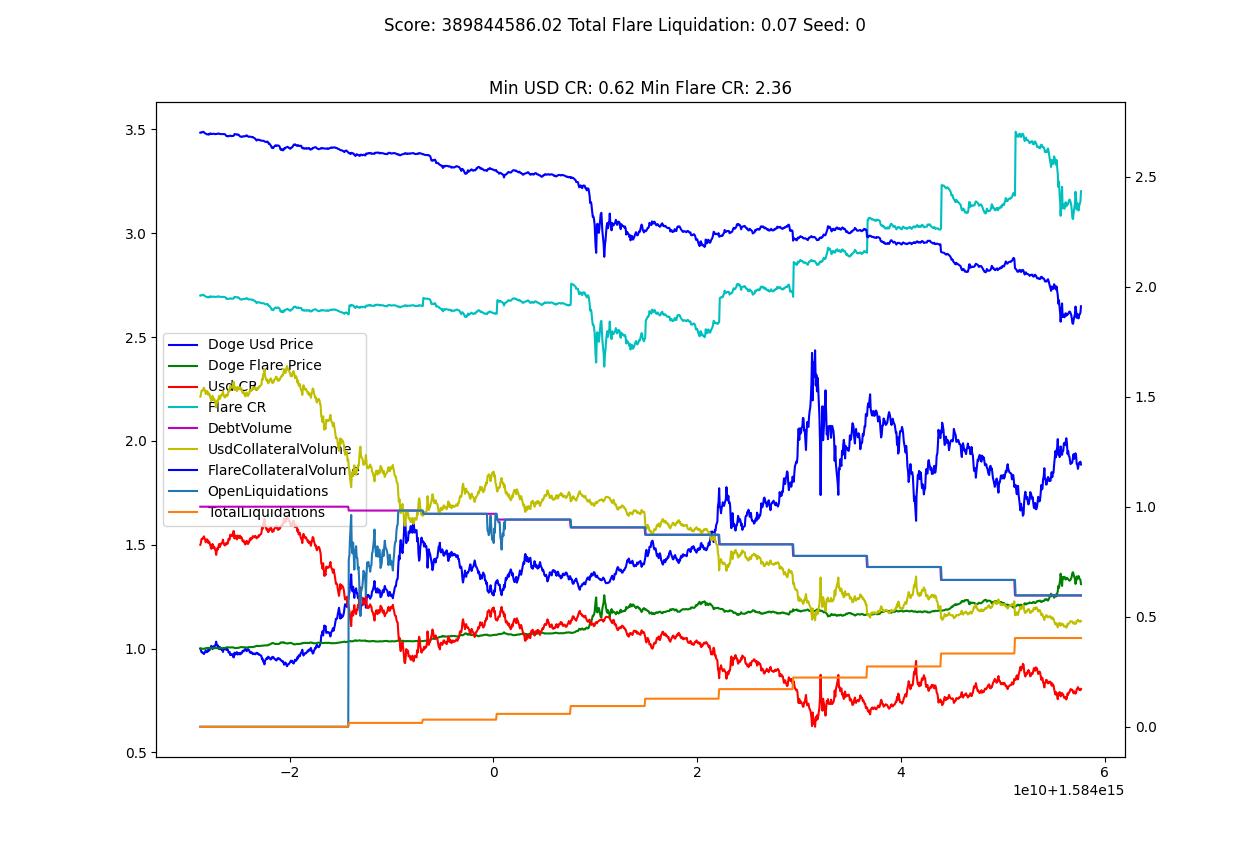 Score: 389844586.02 Total Flare Liquidation: 0.07 Seed: 0
Min USD CR: 0.62 Min Flare CR: 2.36
3.5
3.0
2.5
2.0
1.5
1.0
0.5
Doge Usd Price
Doge Flare Price
Usd CR
Flare CR
DebtVolume
UsdCollateralVolume
FlareCollateralVolume
OpenLiquidations
TotalLiquidations
2.5
2.0
1.5
1.0
0.5
0.0
−2 0 2 4 6
1e10+1.584e15